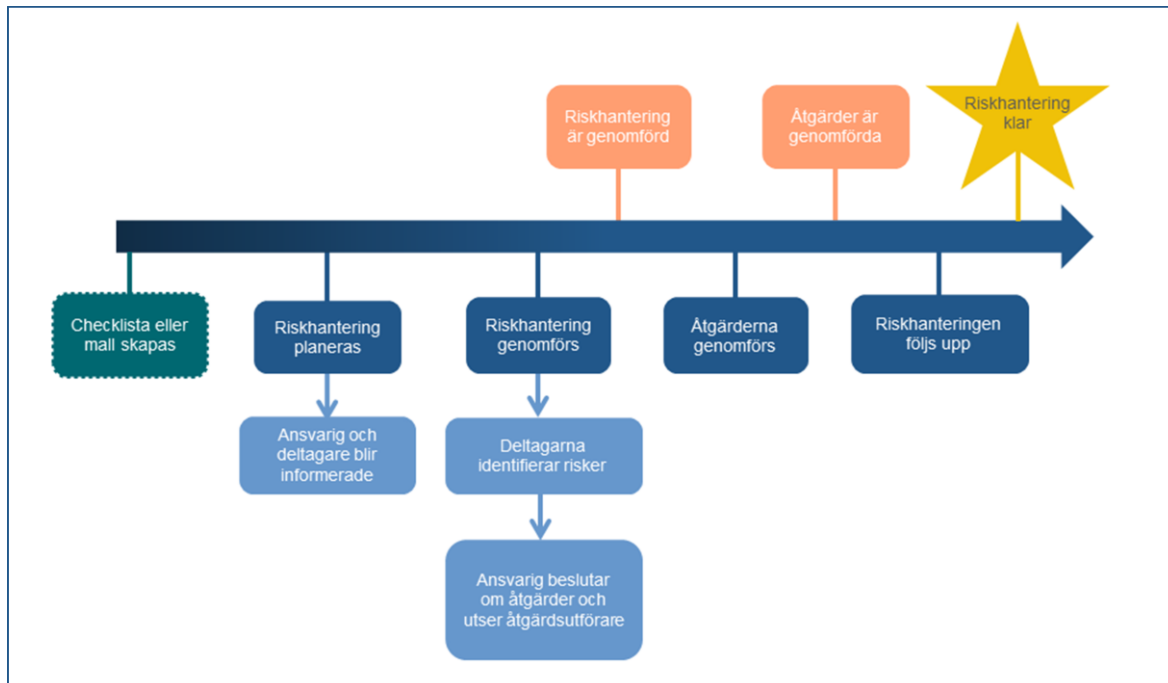 Riskhantering
är genomförd
Åtgärder är
genomförda
Riskhantering
klar
Checklista eller
mall skapas
Riskhantering
planeras
Riskhantering
genomförs
Åtgärderna
genomförs
Riskhanteringen
följs upp
Ansvarig och
deltagare blir
informerade
Deltagarna
identifierar risker
Ansvarig beslutar
om åtgärder och
utser åtgärdsutförare